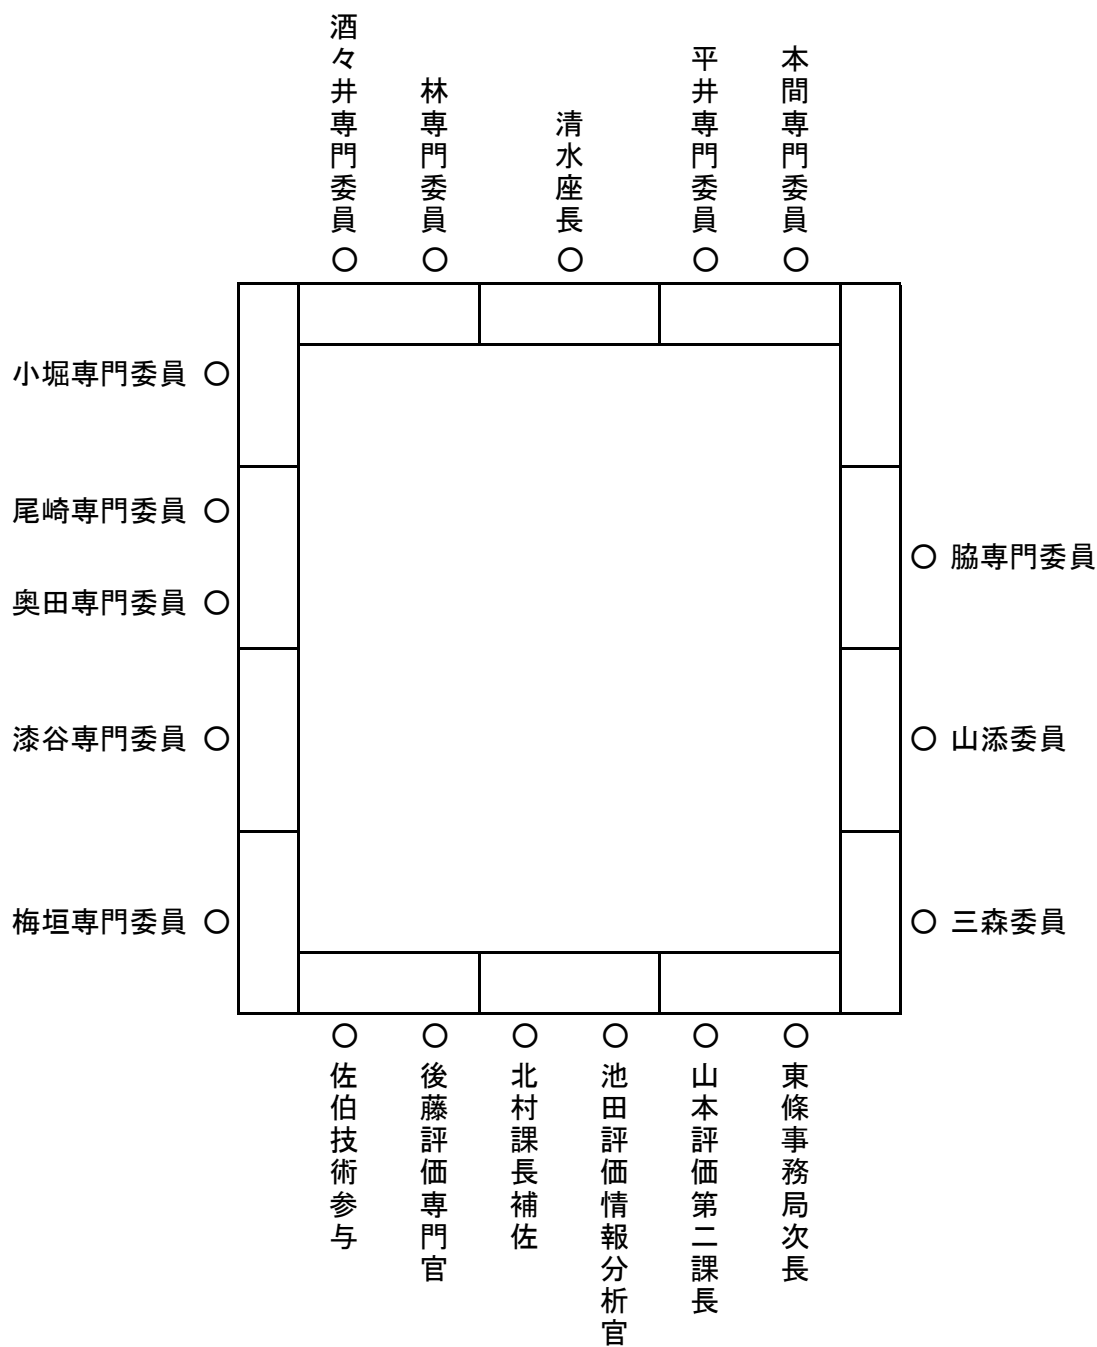 酒々井専門委員
林専門委員
清水座長
平井専門委員
本間専門委員
小堀専門委員
尾崎専門委員
奥田専門委員
漆谷専門委員
梅垣専門委員
脇専門委員
山添委員
三森委員
佐伯技術参与
後藤評価専門官
北村課長補佐
池田評価情報分析官
山本評価第二課長
東條事務局次長